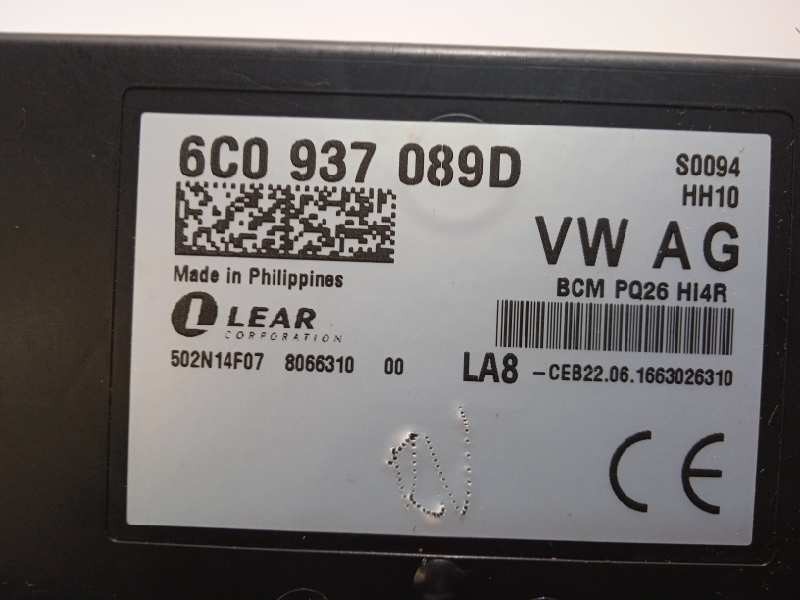 6C0 937 089D
S0094
HH10
VW AG
BCM PQ26 HI4R
Made in Philippines
LEAR
CORPORATION
502N14F07 8066310 00
LA8 -CEB22.06.1663026310
CE